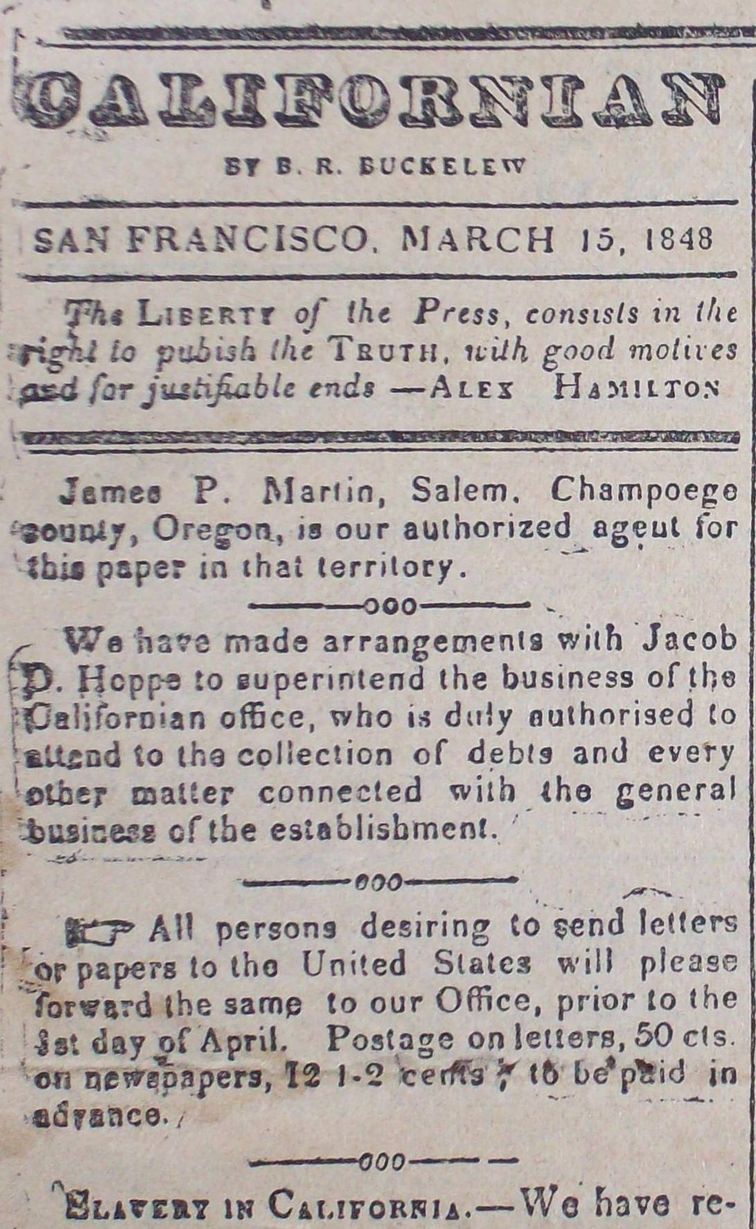 CALIFORNIAN
BY B. R. BUCKELEW
SAN FRANCISCO, MARCH 15, 1848
The LIBERTY of the Press, consists in the
right to pubish the TRUTH, with good motives
and for justifiable ends —ALEX HAMILTON
James P. Martin, Salem, Champoege
county, Oregon, is our authorized agent for
this paper in that territory.
———ooo———
We have made arrangements with Jacob
D. Hoppe to superintend the business of the
Californian office, who is duly authorised to
attend to the collection of debts and every
other matter connected with the general
business of the establishment.
———ooo———
☞ All persons desiring to send letters
or papers to the United States will please
forward the same to our Office, prior to the
1st day of April. Postage on letters, 50 cts.
on newspapers, 12 1-2 cents; to be paid in
advance.
———ooo———
SLAVERY IN CALIFORNIA.—We have re-